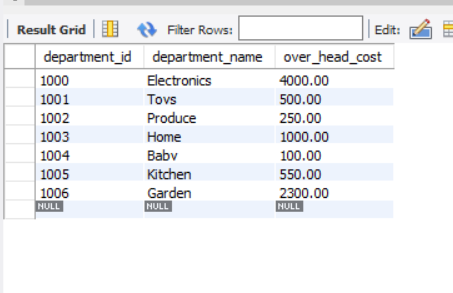 Result Grid Filter Rows: Edit:
department_id department_name over_head_cost
1000 Electronics 4000.00
1001 Toys 500.00
1002 Produce 250.00
1003 Home 1000.00
1004 Baby 100.00
1005 Kitchen 550.00
1006 Garden 2300.00
NULL NULL NULL